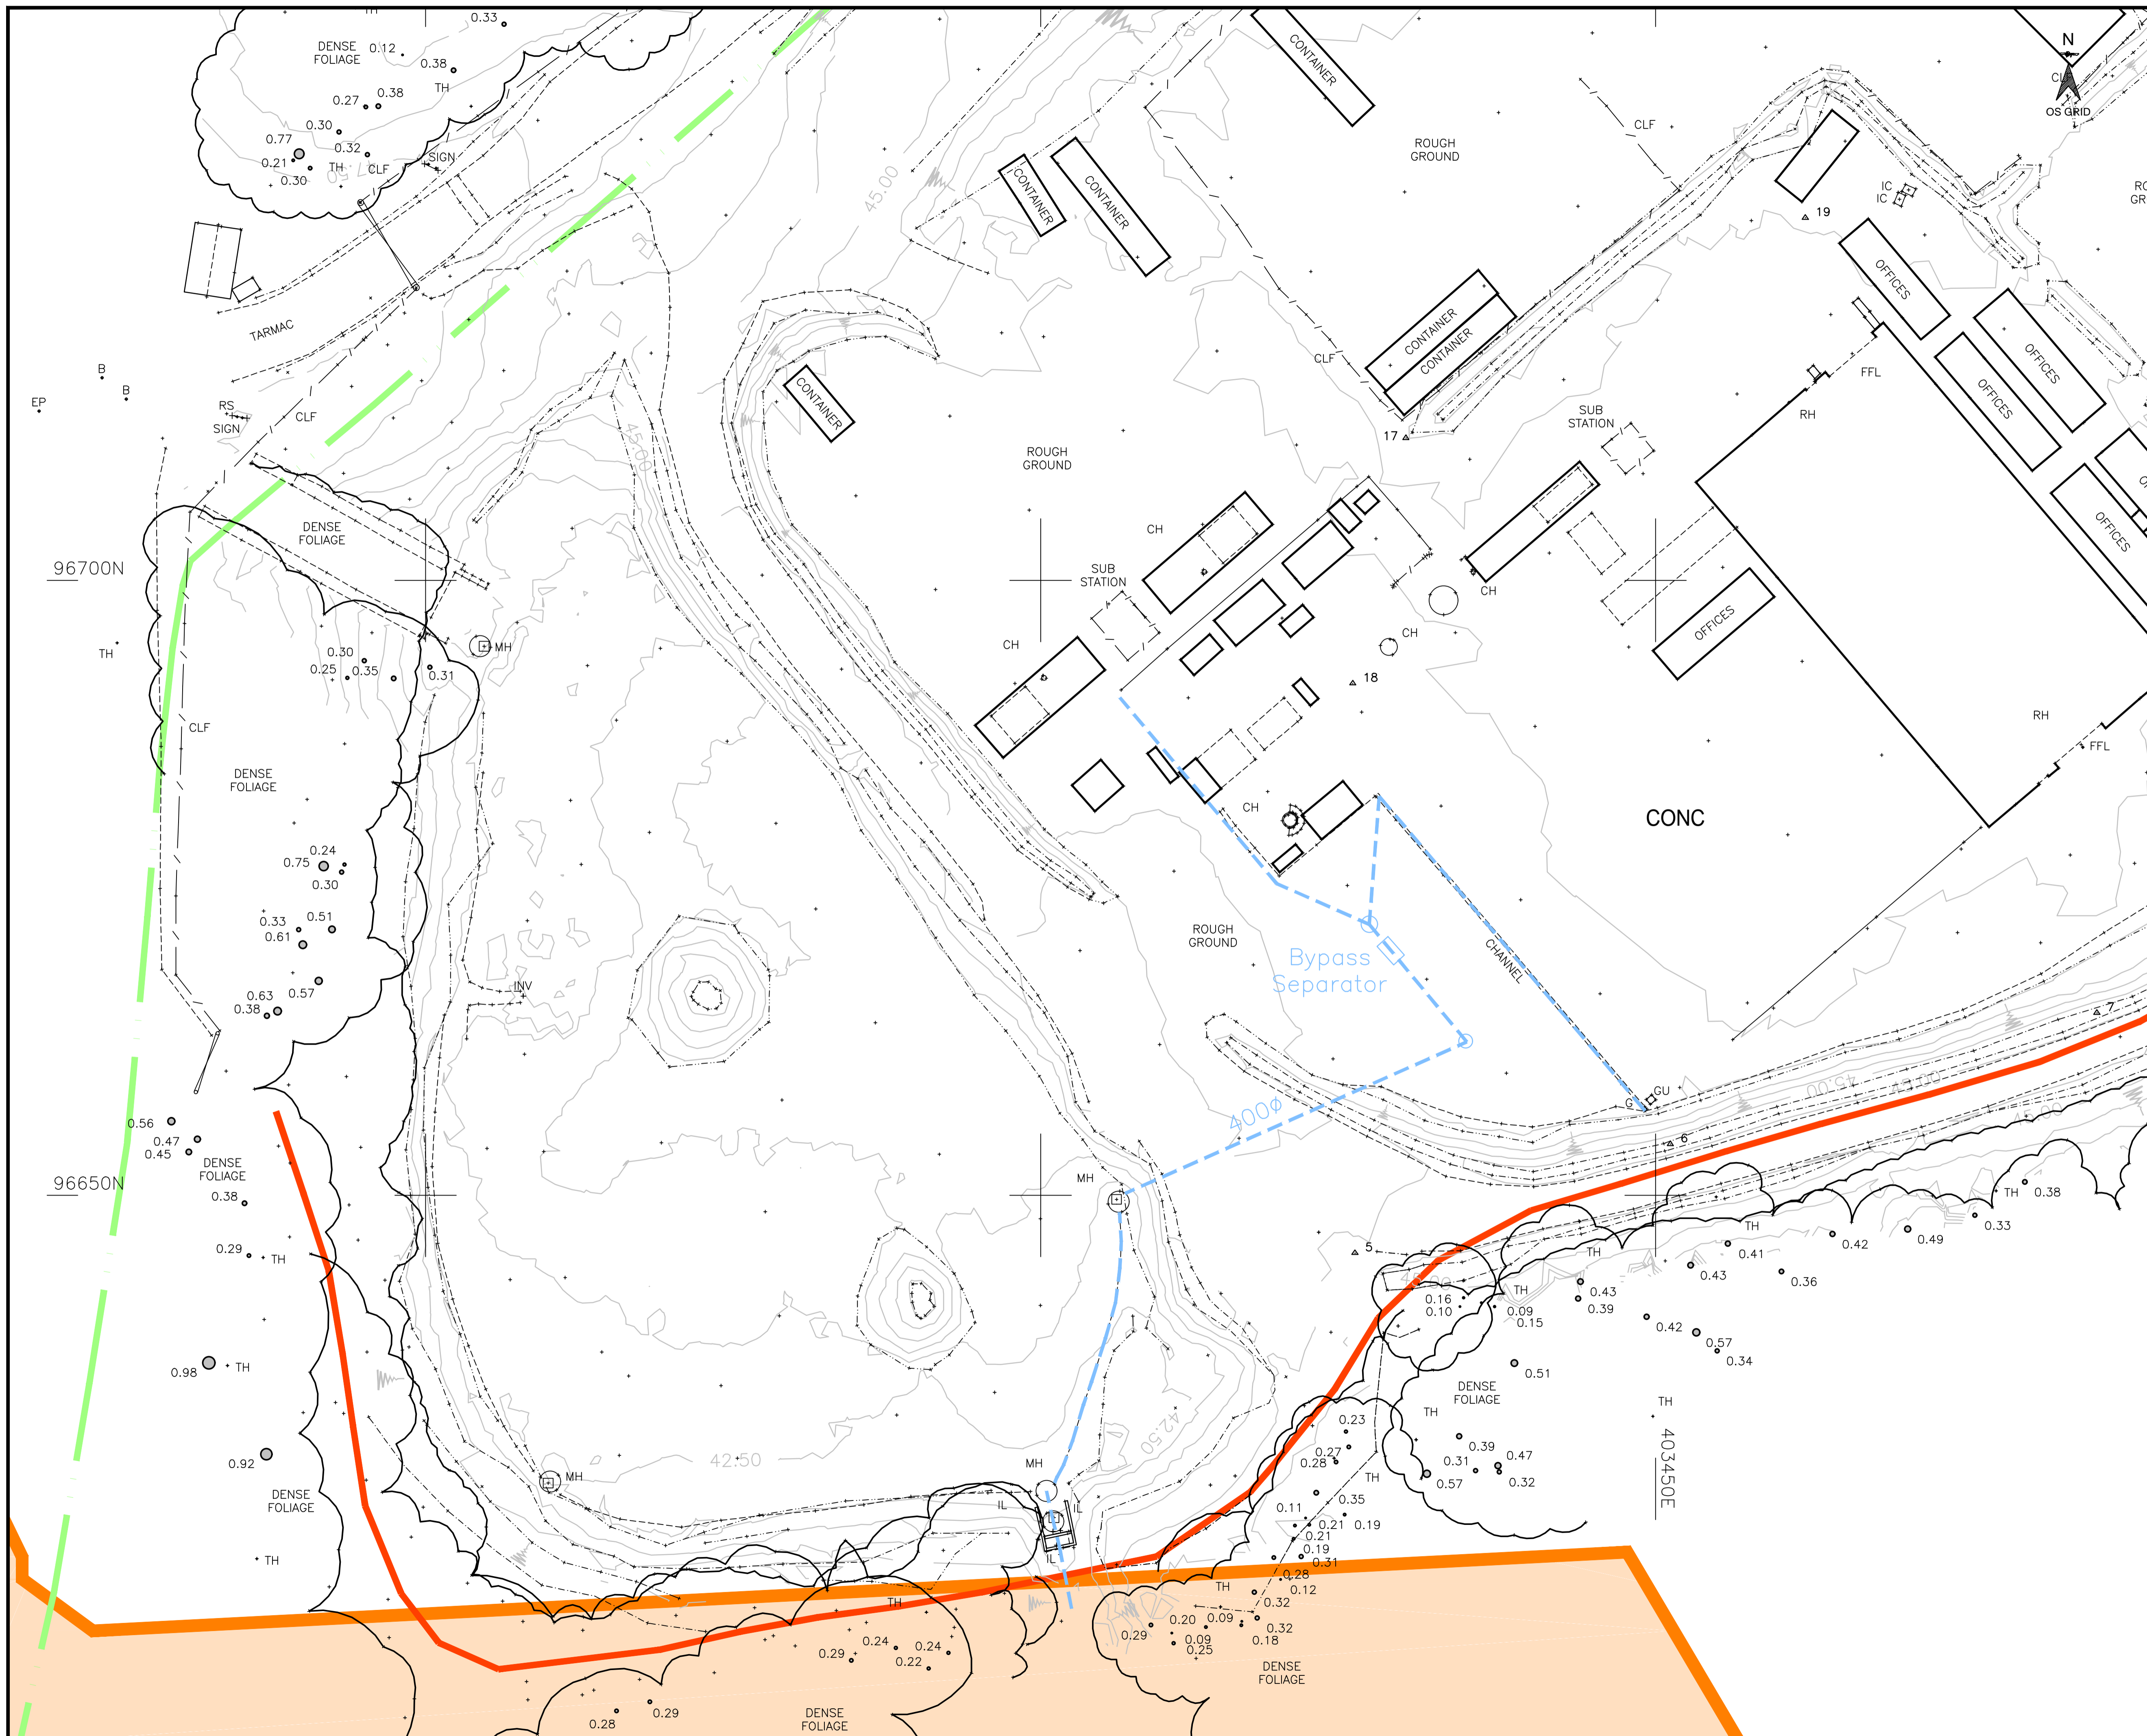 TH
0.33
DENSE
FOLIAGE
0.12
0.38
TH
0.27
0.38
0.30
0.77
0.32
0.21
TH
CLF
SIGN
0.30
47.50
45.00
CONTAINER
CONTAINER
CONTAINER
ROUGH
GROUND
CLF
N
CLF
OS GRID
IC
IC
RO
GR
19
OFFICES
OFFICES
OFFICES
OFFICES
TARMAC
B
B
EP
RS
SIGN
CLF
CONTAINER
45.00
ROUGH
GROUND
CLF
CONTAINER
CONTAINER
17
SUB
STATION
RH
FFL
DENSE
FOLIAGE
96700N
CH
SUB
STATION
CH
CH
CH
OFFICES
18
TH
MH
0.30
0.25
0.35
0.31
CLF
DENSE
FOLIAGE
RH
FFL
CH
CONC
0.75
0.24
0.30
0.33
0.51
0.61
0.63
0.57
0.38
INV
ROUGH
GROUND
Bypass
Separator
CHANNEL
7
G
GU
45.00
45.00
45.00
6
0.56
0.47
0.45
DENSE
FOLIAGE
400ø
96650N
MH
0.38
0.29
TH
5
45.00
0.16
0.10
TH
0.09
0.15
TH
0.43
0.39
TH
0.41
0.43
0.42
0.49
0.33
TH
0.38
0.36
0.42
0.57
0.34
0.51
DENSE
FOLIAGE
TH
TH
403450E
0.98
TH
0.92
DENSE
FOLIAGE
TH
42.50
42.50
MH
MH
IL
IL
IL
0.23
0.27
0.28
TH
0.39
0.31
0.47
0.57
0.32
0.35
0.11
0.21
0.19
0.21
0.19
0.31
0.28
0.12
TH
0.32
0.20
0.09
0.32
0.29
0.09
0.18
0.25
TH
0.24
0.24
0.29
0.22
DENSE
FOLIAGE
0.28
0.29
DENSE
FOLIAGE